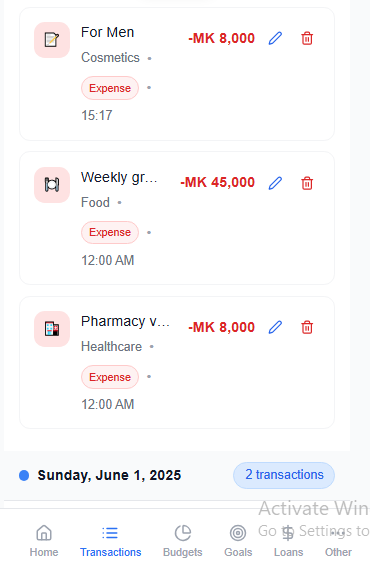 For Men
-MK 8,000
Cosmetics •
Expense •
15:17
Weekly gr...
-MK 45,000
Food •
Expense •
12:00 AM
Pharmacy v...
-MK 8,000
Healthcare •
Expense •
12:00 AM
Sunday, June 1, 2025
2 transactions
Activate Win
Go to Settings to
Home
Transactions
Budgets
Goals
Loans
Other